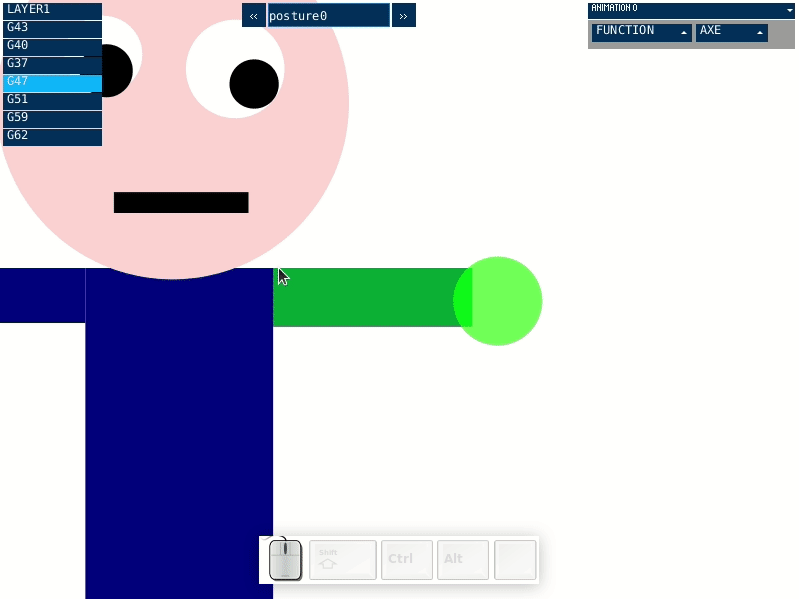 LAYER1
G43
G40
G37
G47
G51
G59
G62
<< posture0 >>
ANIMATION 0
FUNCTION AXE
Shift
Ctrl Alt